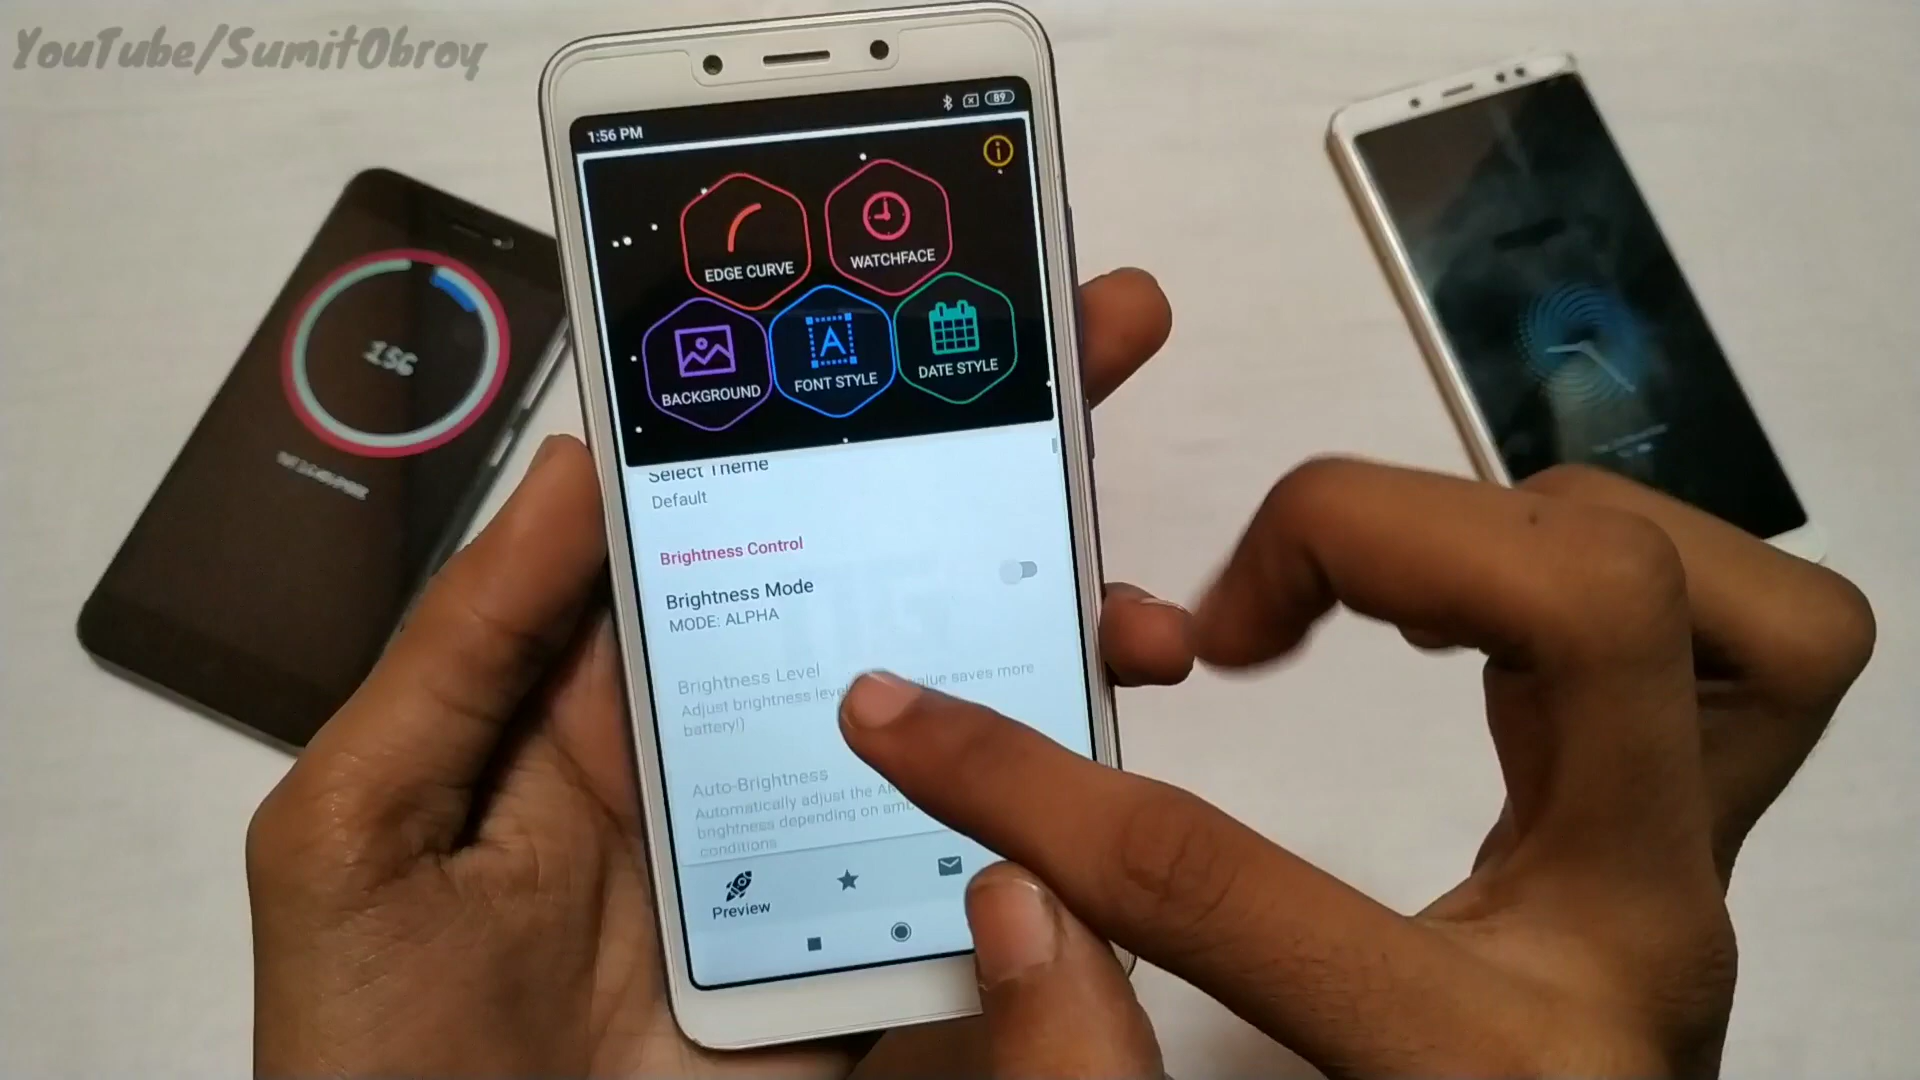 YouTube/SumitObroy
1:56 PM
89
EDGE CURVE
WATCHFACE
BACKGROUND
FONT STYLE
DATE STYLE
Select Theme
Default
Brightness Control
Brightness Mode
MODE: ALPHA
Brightness Level
Adjust brightness level value saves more
battery!)
Auto-Brightness
Automatically adjust the
brightness depending on
conditions
Preview